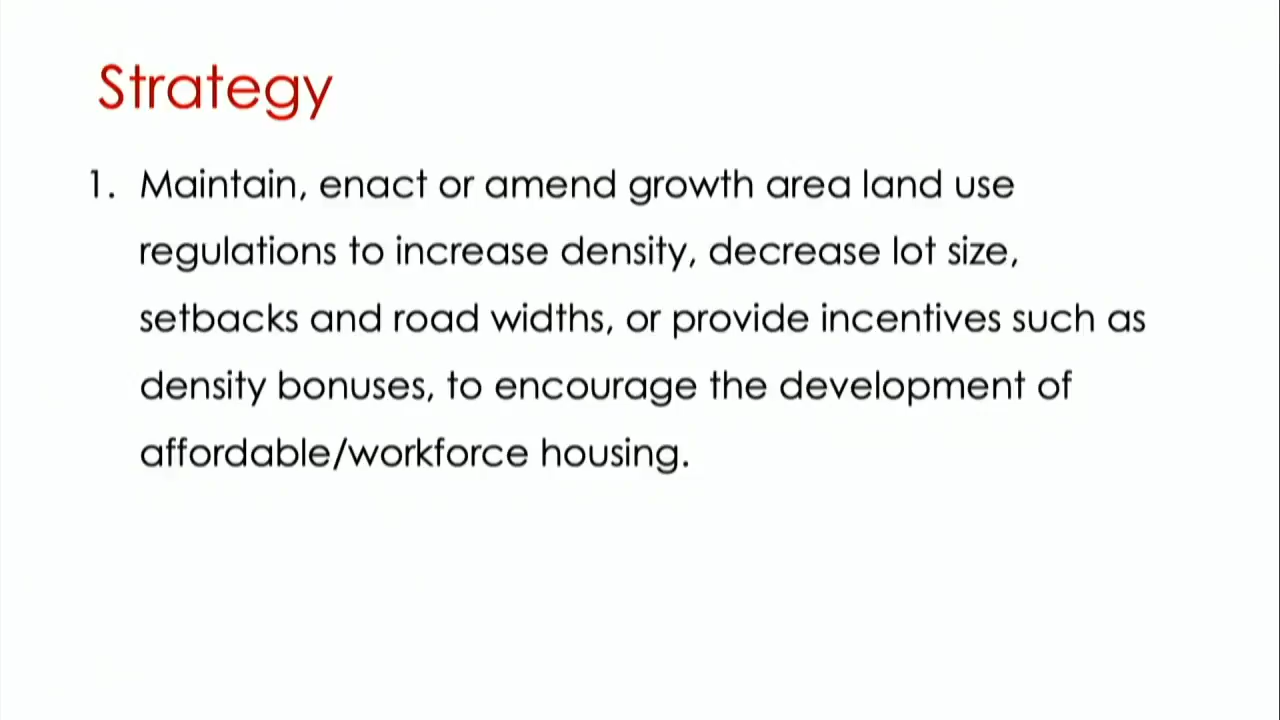 Strategy
1. Maintain, enact or amend growth area land use
regulations to increase density, decrease lot size,
setbacks and road widths, or provide incentives such as
density bonuses, to encourage the development of
affordable/workforce housing.